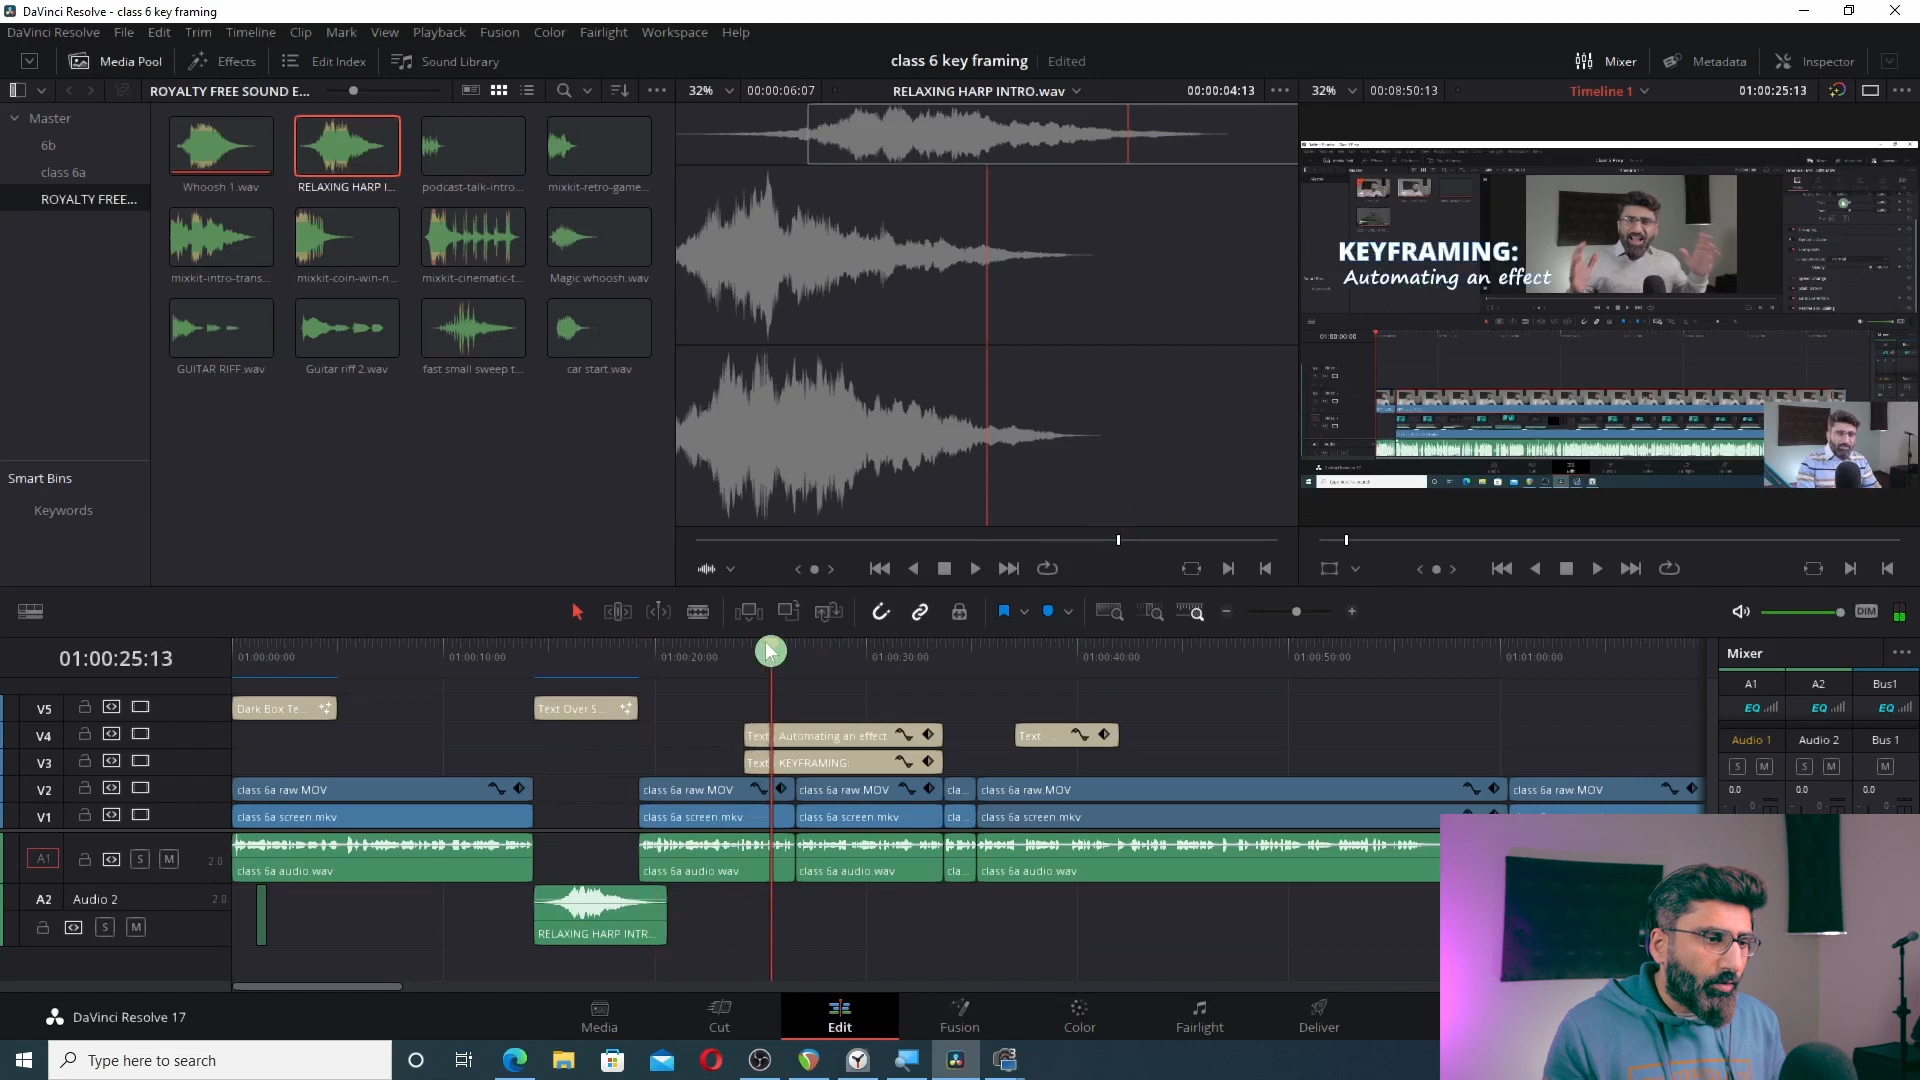 DaVinci Resolve - class 6 key framing
DaVinci Resolve File Edit Trim Timeline Clip Mark View Playback Fusion Color Fairlight Workspace Help
Media Pool Effects Edit Index Sound Library class 6 key framing Edited Mixer Metadata Inspector
ROYALTY FREE SOUND E... 32% 00:00:06:07 RELAXING HARP INTRO.wav 00:00:04:13 32% 00:08:50:13 Timeline 1 01:00:25:13
Master
6b
class 6a
ROYALTY FREE...
Whoosh 1.wav RELAXING HARP I... podcast-talk-intro... mixkit-retro-game...
mixkit-intro-trans... mixkit-coin-win-n... mixkit-cinematic-t... Magic whoosh.wav
GUITAR RIFF.wav Guitar riff 2.wav fast small sweep t... car start.wav
Smart Bins
Keywords
KEYFRAMING:
Automating an effect
DIM
01:00:25:13
01:00:00:00 01:00:10:00 01:00:20:00 01:00:30:00 01:00:40:00 01:00:50:00 01:01:00:00
V5 Dark Box Te... Text Over S...
V4 Text Automating an effect Text - ...
V3 Text KEYFRAMING:
V2 class 6a raw MOV class 6a raw MOV class 6a raw MOV cla... class 6a raw MOV class 6a raw MOV
V1 class 6a screen.mkv class 6a screen.mkv class 6a screen.mkv cla... class 6a screen.mkv
A1 S M 2.0
class 6a audio.wav class 6a audio.wav class 6a audio.wav cla... class 6a audio.wav
A2 Audio 2 2.0
S M
RELAXING HARP INTR...
Mixer
A1 A2 Bus1
EQ EQ EQ
Audio 1 Audio 2 Bus 1
S M S M M
0.0 0.0 0.0
DaVinci Resolve 17
Media Cut Edit Fusion Color Fairlight Deliver
Type here to search